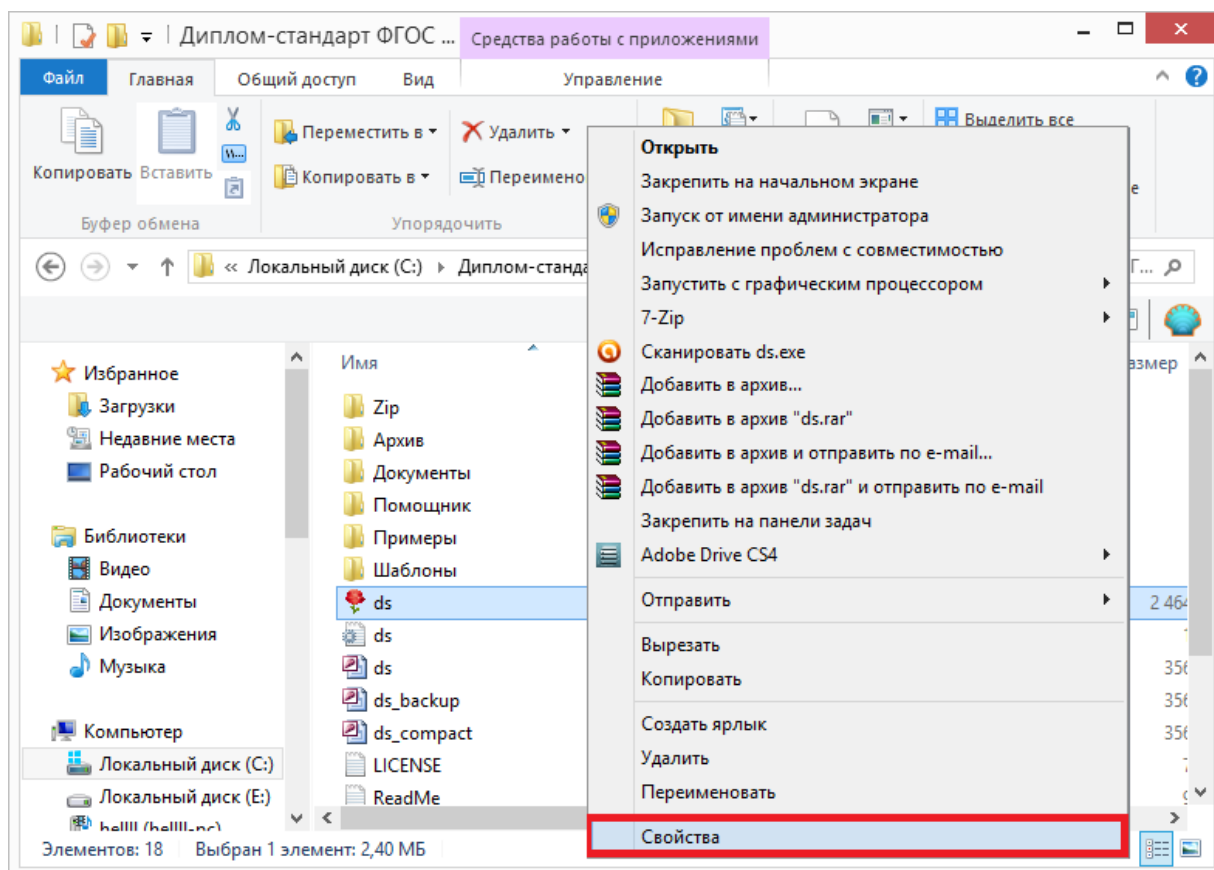 Диплом-стандарт ФГОС ...
Средства работы с приложениями
Файл
Главная
Общий доступ
Вид
Управление
Копировать
Вставить
Переместить в
Копировать в
Удалить
Переимено
Выделить все
е
Буфер обмена
Упорядочить
« Локальный диск (C:)
Диплом-станда
Г...
Имя
азмер
Избранное
Загрузки
Недавние места
Рабочий стол
Библиотеки
Видео
Документы
Изображения
Музыка
Компьютер
Локальный диск (C:)
Локальный диск (E:)
hellll (hellll-pc)
Zip
Архив
Документы
Помощник
Примеры
Шаблоны
ds
2 464
ds
ds
356
ds_backup
356
ds_compact
356
LICENSE
ReadMe
Открыть
Закрепить на начальном экране
Запуск от имени администратора
Исправление проблем с совместимостью
Запустить с графическим процессором
7-Zip
Сканировать ds.exe
Добавить в архив...
Добавить в архив "ds.rar"
Добавить в архив и отправить по e-mail...
Добавить в архив "ds.rar" и отправить по e-mail
Закрепить на панели задач
Adobe Drive CS4
Отправить
Вырезать
Копировать
Создать ярлык
Удалить
Переименовать
Свойства
Элементов: 18
Выбран 1 элемент: 2,40 МБ